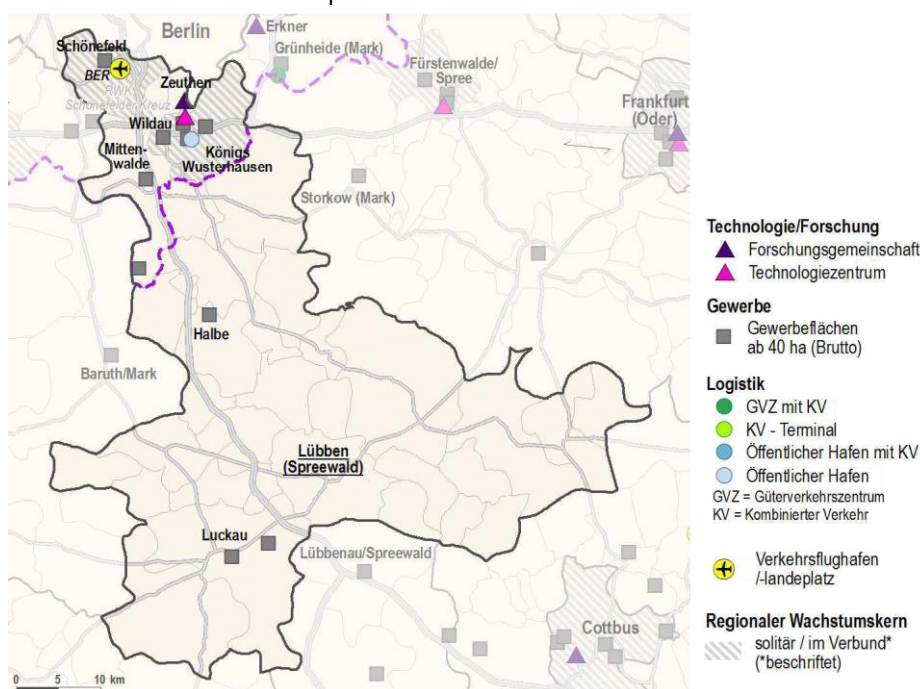 Berlin
Erkner
Grünheide (Mark)
Schönefeld
BER
Fürstenwalde/
Spree
RWK
Schönefelder Kreuz
Zeuthen
Frankfurt
(Oder)
Wildau
Mitten-
walde
Königs
Wusterhausen
Storkow (Mark)
Halbe
Baruth/Mark
Lübben
(Spreewald)
Luckau
Lübbenau/Spreewald
Cottbus
0 5 10 km
Technologie/Forschung
Forschungsgemeinschaft
Technologiezentrum
Gewerbe
Gewerbeflächen
ab 40 ha (Brutto)
Logistik
GVZ mit KV
KV - Terminal
Öffentlicher Hafen mit KV
Öffentlicher Hafen
GVZ = Güterverkehrszentrum
KV = Kombinierter Verkehr
Verkehrsflughafen
/-landeplatz
Regionaler Wachstumskern
solitär / im Verbund*
(*beschriftet)